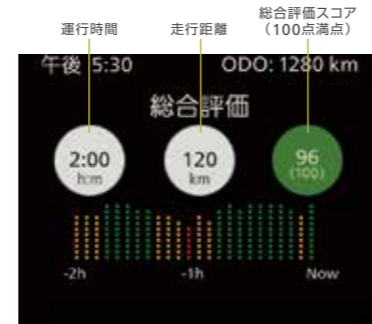 運行時間
走行距離
総合評価スコア
（100点満点）
午後 5:30
ODO: 1280 km
総合評価
2:00
h:m
120
km
96
(100)
-2h
-1h
Now